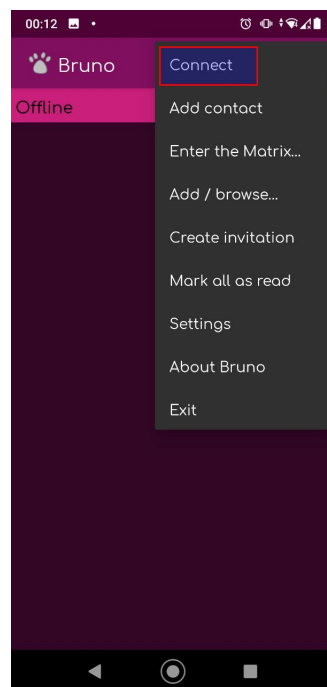 00:12
Bruno
Connect
Offline
Add contact
Enter the Matrix...
Add / browse...
Create invitation
Mark all as read
Settings
About Bruno
Exit